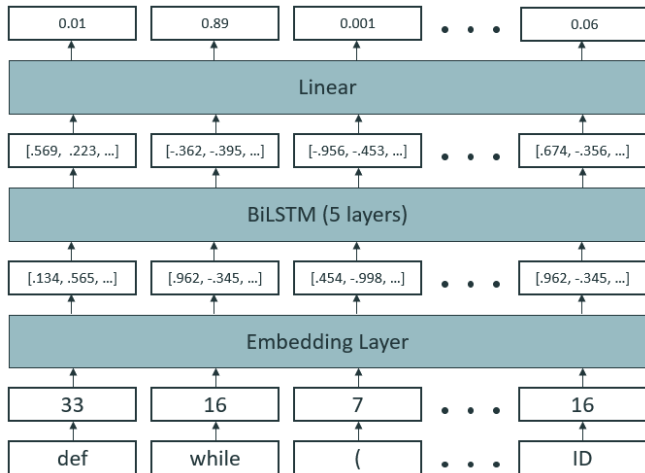 0.01 0.89 0.001 • • • 0.06
Linear
[.569, .223, ...] [-.362, -.395, ...] [-.956, -.453, ...] • • • [.674, -.356, ...]
BiLSTM (5 layers)
[.134, .565, ...] [.962, -.345, ...] [.454, -.998, ...] • • • [.962, -.345, ...]
Embedding Layer
33 16 7 • • • 16
def while ( • • • ID